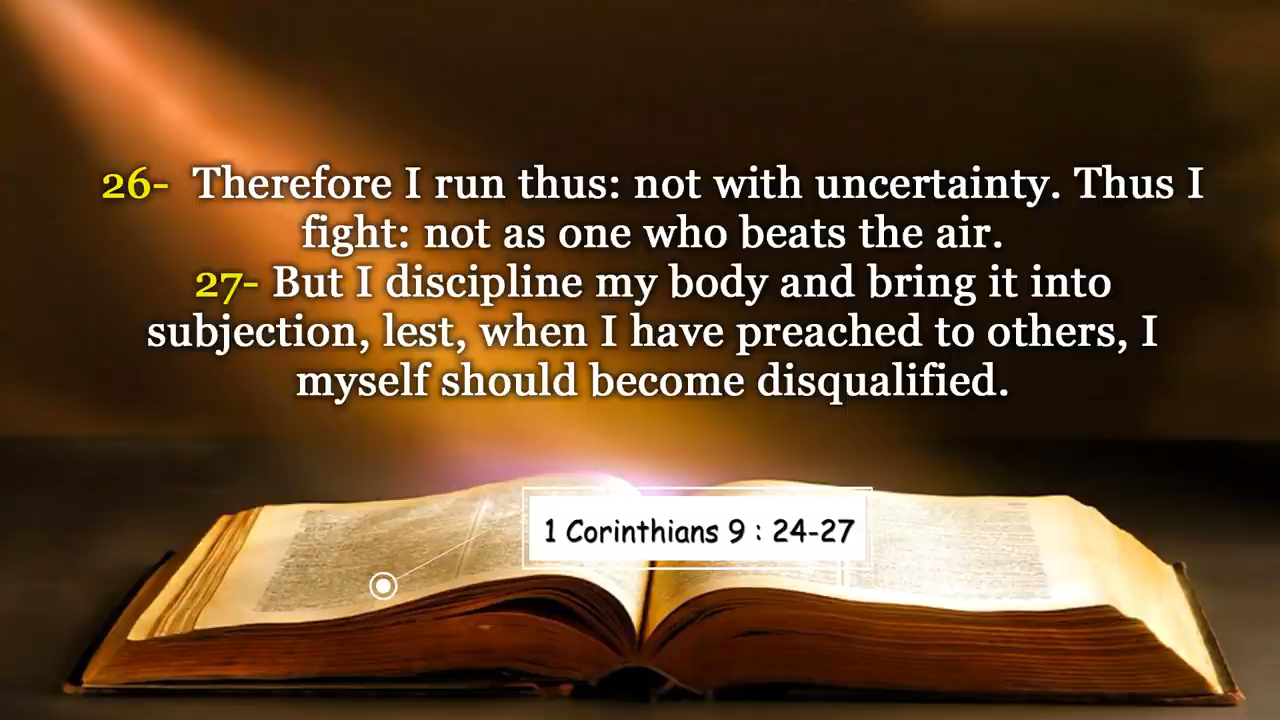 26- Therefore I run thus: not with uncertainty. Thus I
fight: not as one who beats the air.
27- But I discipline my body and bring it into
subjection, lest, when I have preached to others, I
myself should become disqualified.
1 Corinthians 9 : 24-27